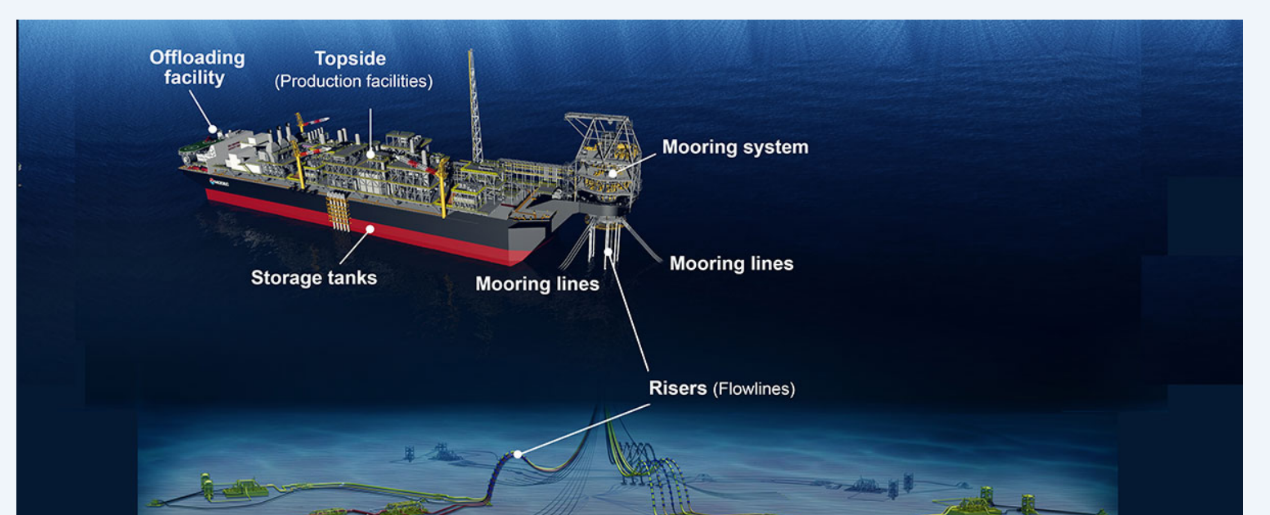 Offloading
facility
Topside
(Production facilities)
Mooring system
Storage tanks
Mooring lines
Mooring lines
Risers (Flowlines)